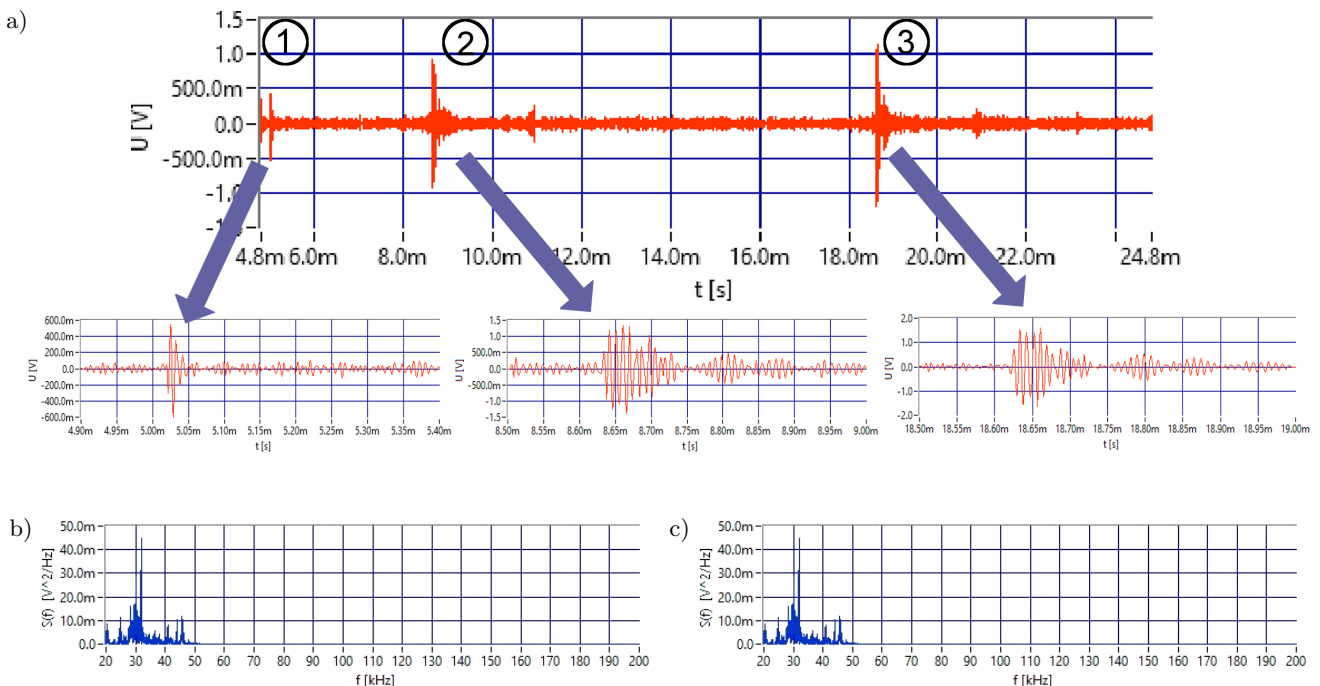 a)
1.5
1.0
500.0m
0.0
-500.0m
U [V]
1
2
3
4.8m 6.0m 8.0m 10.0m 12.0m 14.0m 16.0m 18.0m 20.0m 22.0m 24.8m
t [s]
600.0m
400.0m
200.0m
0.0
-200.0m
-400.0m
-600.0m
U [V]
4.90m 4.95m 5.00m 5.05m 5.10m 5.15m 5.20m 5.25m 5.30m 5.35m 5.40m
t [s]
1.5
1.0
500.0m
0.0
-500.0m
-1.0
-1.5
U [V]
8.50m 8.55m 8.60m 8.65m 8.70m 8.75m 8.80m 8.85m 8.90m 8.95m 9.00m
t [s]
2.0
1.0
0.0
-1.0
-2.0
U [V]
18.50m 18.55m 18.60m 18.65m 18.70m 18.75m 18.80m 18.85m 18.90m 18.95m 19.00m
t [s]
b)
50.0m
40.0m
30.0m
20.0m
10.0m
0.0
S(f) [V^2/Hz]
20 30 40 50 60 70 80 90 100 110 120 130 140 150 160 170 180 190 200
f [kHz]
c)
50.0m
40.0m
30.0m
20.0m
10.0m
0.0
S(f) [V^2/Hz]
20 30 40 50 60 70 80 90 100 110 120 130 140 150 160 170 180 190 200
f [kHz]